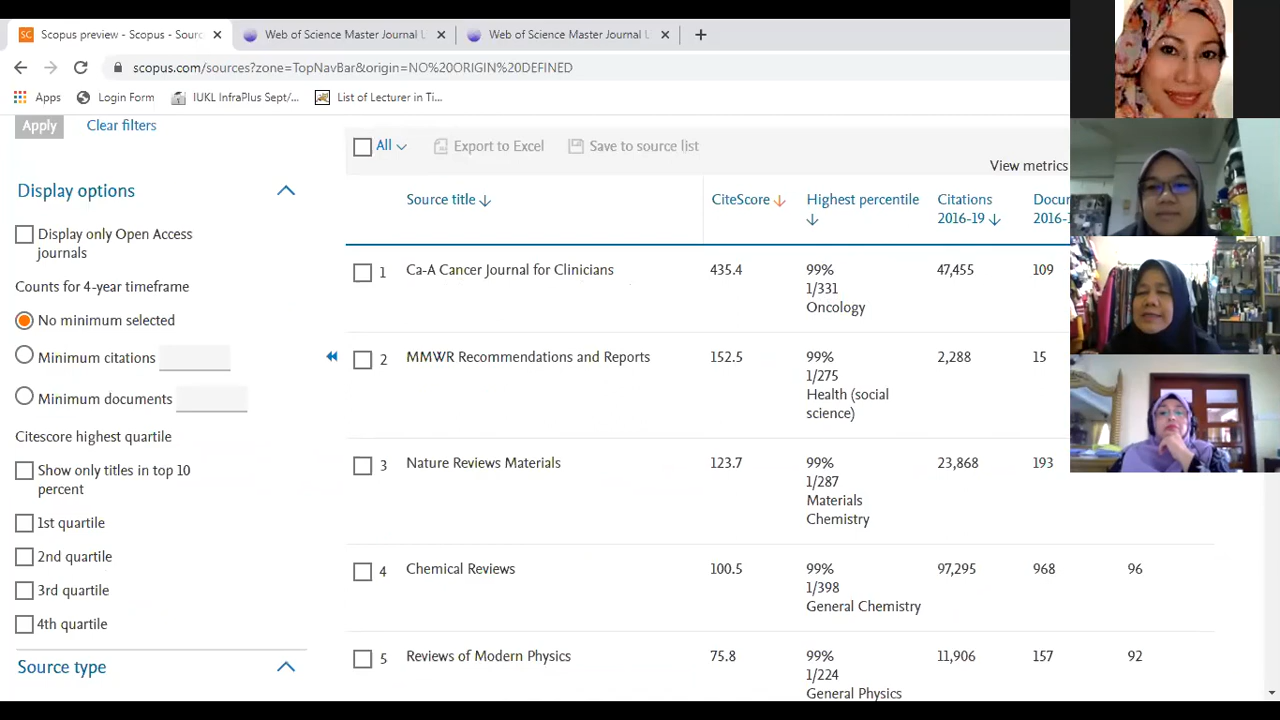 Scopus preview - Scopus - Sourc
Web of Science Master Journal L
Web of Science Master Journal L
scopus.com/sources?zone=TopNavBar&origin=NO%20ORIGIN%20DEFINED
Apps
Login Form
IUKL InfraPlus Sept/...
List of Lecturer in Ti...
Apply
Clear filters
Display options
Display only Open Access
journals
Counts for 4-year timeframe
No minimum selected
Minimum citations
Minimum documents
Citescore highest quartile
Show only titles in top 10
percent
1st quartile
2nd quartile
3rd quartile
4th quartile
Source type
All
Export to Excel
Save to source list
View metrics
Source title
CiteScore
Highest percentile
Citations
2016-19
Docu
2016-1
1
Ca-A Cancer Journal for Clinicians
435.4
99%
1/331
Oncology
47,455
109
2
MMWR Recommendations and Reports
152.5
99%
1/275
Health (social
science)
2,288
15
3
Nature Reviews Materials
123.7
99%
1/287
Materials
Chemistry
23,868
193
4
Chemical Reviews
100.5
99%
1/398
General Chemistry
97,295
968
96
5
Reviews of Modern Physics
75.8
99%
1/224
General Physics
11,906
157
92